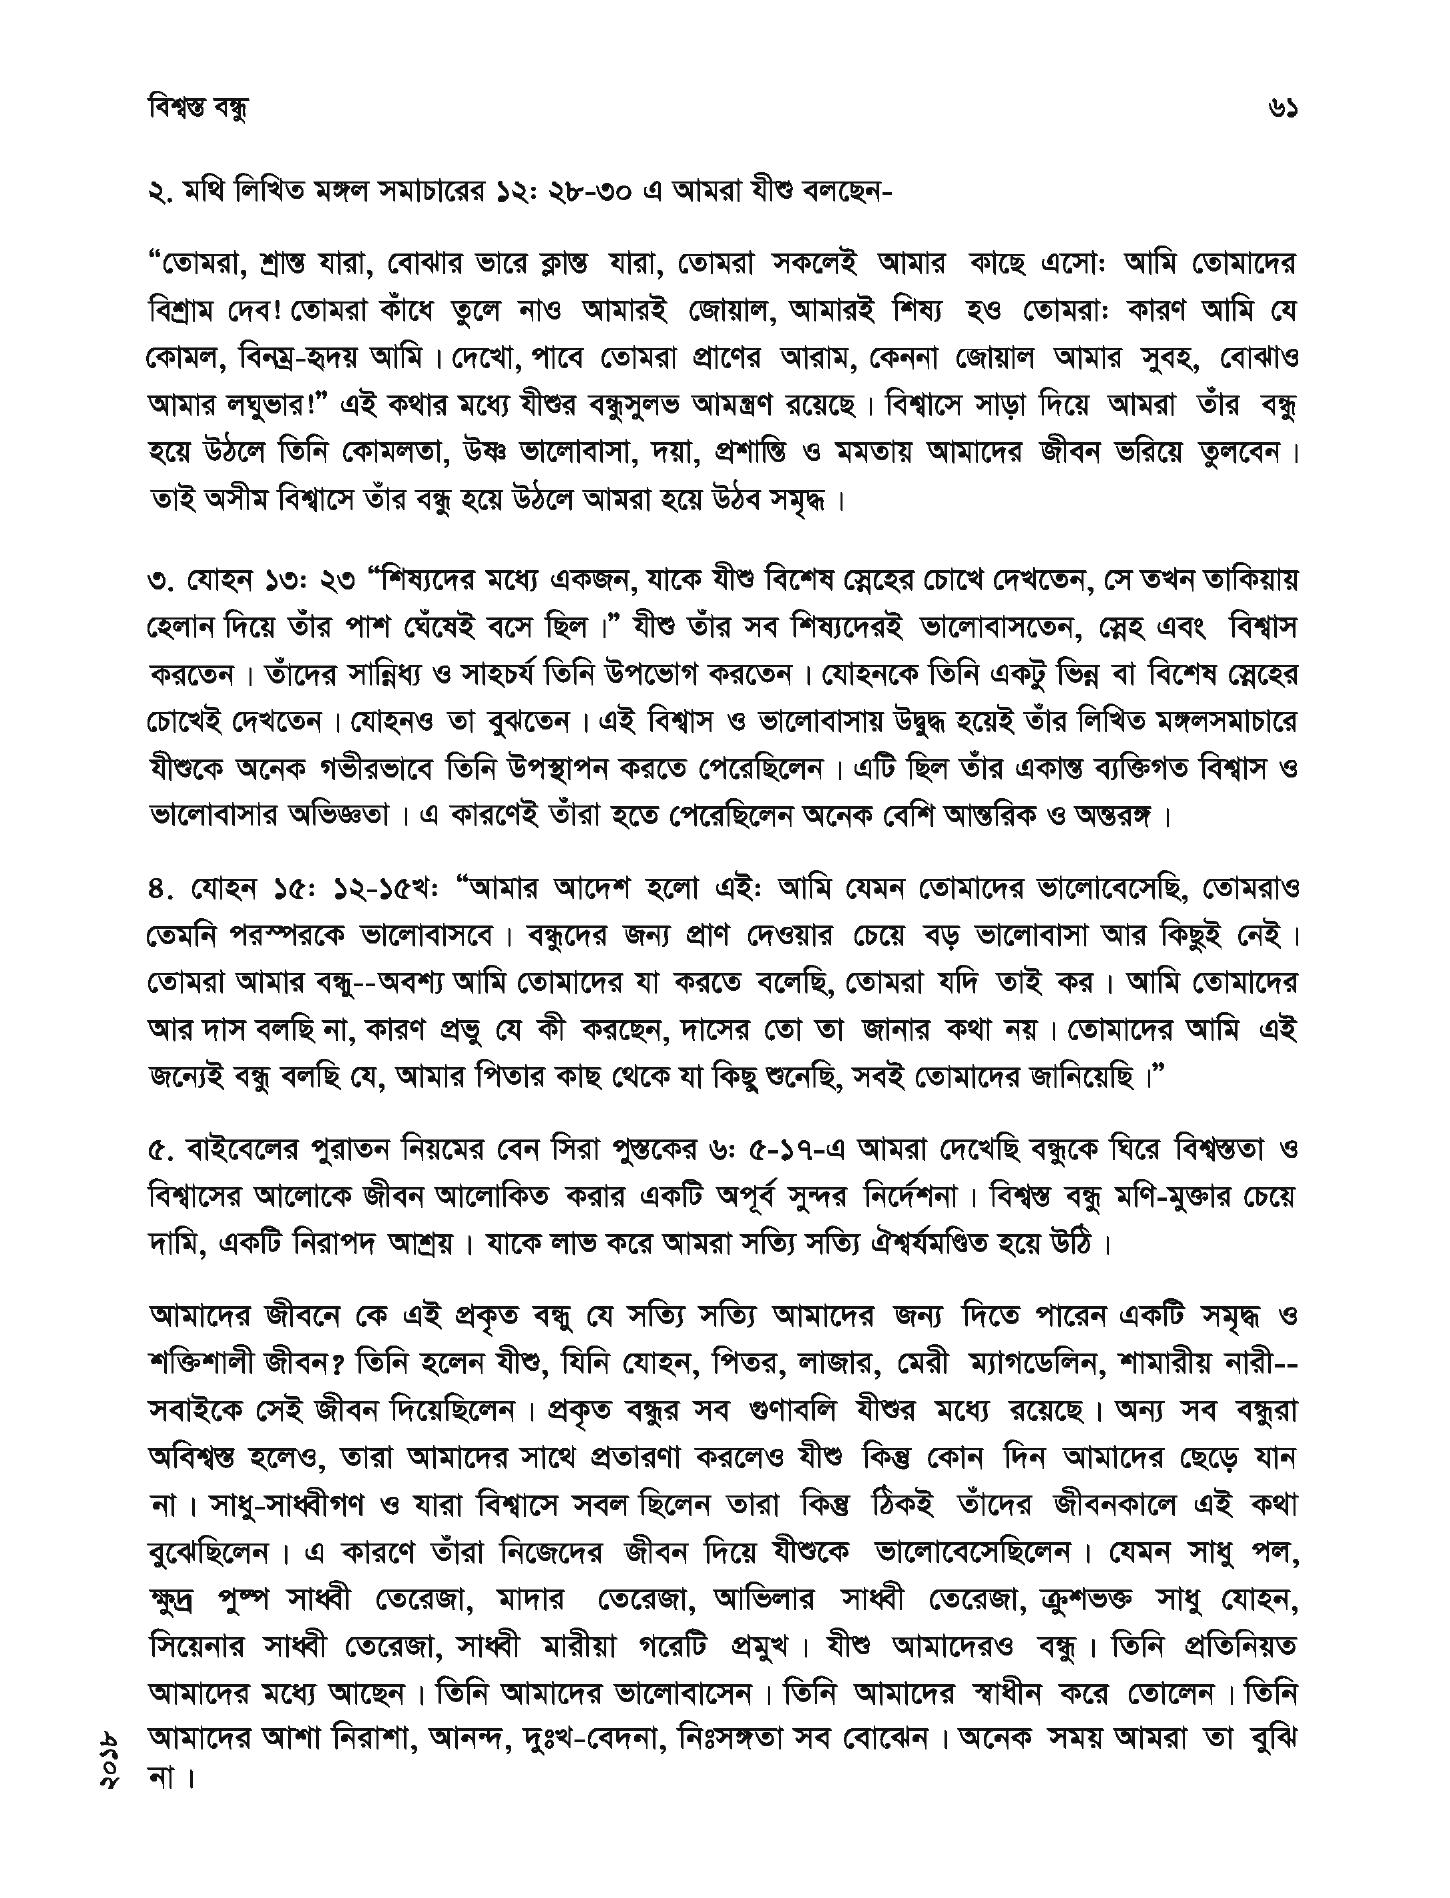 বিশ্বস্ত বন্ধু ৬১
২. মথি লিখিত মঙ্গল সমাচারের ১২: ২৮-৩০ এ আমরা যীশু বলছেন-
“তোমরা, শ্রান্ত যারা, বোঝার ভারে ক্লান্ত যারা, তোমরা সকলেই আমার কাছে এসো: আমি তোমাদের
বিশ্রাম দেব! তোমরা কাঁধে তুলে নাও আমারই জোয়াল, আমারই শিষ্য হও তোমরা: কারণ আমি যে
কোমল, বিনম্র-হৃদয় আমি। দেখো, পাবে তোমরা প্রাণের আরাম, কেননা জোয়াল আমার সুবহ, বোঝাও
আমার লঘুভার!” এই কথার মধ্যে যীশুর বন্ধুসুলভ আমন্ত্রণ রয়েছে। বিশ্বাসে সাড়া দিয়ে আমরা তাঁর বন্ধু
হয়ে উঠলে তিনি কোমলতা, উষ্ণ ভালোবাসা, দয়া, প্রশান্তি ও মমতায় আমাদের জীবন ভরিয়ে তুলবেন।
তাই অসীম বিশ্বাসে তাঁর বন্ধু হয়ে উঠলে আমরা হয়ে উঠব সমৃদ্ধ।
৩. যোহন ১৩: ২৩ “শিষ্যদের মধ্যে একজন, যাকে যীশু বিশেষ স্নেহের চোখে দেখতেন, সে তখন তাকিয়ায়
হেলান দিয়ে তাঁর পাশ ঘেঁষেই বসে ছিল।” যীশু তাঁর সব শিষ্যদেরই ভালোবাসতেন, স্নেহ এবং বিশ্বাস
করতেন। তাঁদের সান্নিধ্য ও সাহচর্য তিনি উপভোগ করতেন। যোহনকে তিনি একটু ভিন্ন বা বিশেষ স্নেহের
চোখেই দেখতেন। যোহনও তা বুঝতেন। এই বিশ্বাস ও ভালোবাসায় উদ্বুদ্ধ হয়েই তাঁর লিখিত মঙ্গলসমাচারে
যীশুকে অনেক গভীরভাবে তিনি উপস্থাপন করতে পেরেছিলেন। এটি ছিল তাঁর একান্ত ব্যক্তিগত বিশ্বাস ও
ভালোবাসার অভিজ্ঞতা। এ কারণেই তাঁরা হতে পেরেছিলেন অনেক বেশি আন্তরিক ও অন্তরঙ্গ।
৪. যোহন ১৫: ১২-১৫খ: “আমার আদেশ হলো এই: আমি যেমন তোমাদের ভালোবেসেছি, তোমরাও
তেমনি পরস্পরকে ভালোবাসবে। বন্ধুদের জন্য প্রাণ দেওয়ার চেয়ে বড় ভালোবাসা আর কিছুই নেই।
তোমরা আমার বন্ধু--অবশ্য আমি তোমাদের যা করতে বলেছি, তোমরা যদি তাই কর। আমি তোমাদের
আর দাস বলছি না, কারণ প্রভু যে কী করছেন, দাসের তো তা জানার কথা নয়। তোমাদের আমি এই
জন্যেই বন্ধু বলছি যে, আমার পিতার কাছ থেকে যা কিছু শুনেছি, সবই তোমাদের জানিয়েছি।”
৫. বাইবেলের পুরাতন নিয়মের বেন সিরা পুস্তকের ৬: ৫-১৭-এ আমরা দেখেছি বন্ধুকে ঘিরে বিশ্বস্ততা ও
বিশ্বাসের আলোকে জীবন আলোকিত করার একটি অপূর্ব সুন্দর নির্দেশনা। বিশ্বস্ত বন্ধু মণি-মুক্তার চেয়ে
দামি, একটি নিরাপদ আশ্রয়। যাকে লাভ করে আমরা সত্যি সত্যি ঐশ্বর্যমণ্ডিত হয়ে উঠি।
আমাদের জীবনে কে এই প্রকৃত বন্ধু যে সত্যি সত্যি আমাদের জন্য দিতে পারেন একটি সমৃদ্ধ ও
শক্তিশালী জীবন? তিনি হলেন যীশু, যিনি যোহন, পিতর, লাজার, মেরী ম্যাগডেলিন, শামারীয় নারী--
সবাইকে সেই জীবন দিয়েছিলেন। প্রকৃত বন্ধুর সব গুণাবলি যীশুর মধ্যে রয়েছে। অন্য সব বন্ধুরা
অবিশ্বস্ত হলেও, তারা আমাদের সাথে প্রতারণা করলেও যীশু কিন্তু কোন দিন আমাদের ছেড়ে যান
না। সাধু-সাধ্বীগণ ও যারা বিশ্বাসে সবল ছিলেন তারা কিন্তু ঠিকই তাঁদের জীবনকালে এই কথা
বুঝেছিলেন। এ কারণে তাঁরা নিজেদের জীবন দিয়ে যীশুকে ভালোবেসেছিলেন। যেমন সাধু পল,
ক্ষুদ্র পুষ্প সাধ্বী তেরেজা, মাদার তেরেজা, আভিলার সাধ্বী তেরেজা, ক্রুশভক্ত সাধু যোহন,
সিয়েনার সাধ্বী তেরেজা, সাধ্বী মারীয়া গরেটি প্রমুখ। যীশু আমাদেরও বন্ধু। তিনি প্রতিনিয়ত
আমাদের মধ্যে আছেন। তিনি আমাদের ভালোবাসেন। তিনি আমাদের স্বাধীন করে তোলেন। তিনি
আমাদের আশা নিরাশা, আনন্দ, দুঃখ-বেদনা, নিঃসঙ্গতা সব বোঝেন। অনেক সময় আমরা তা বুঝি
না।
২০১৮